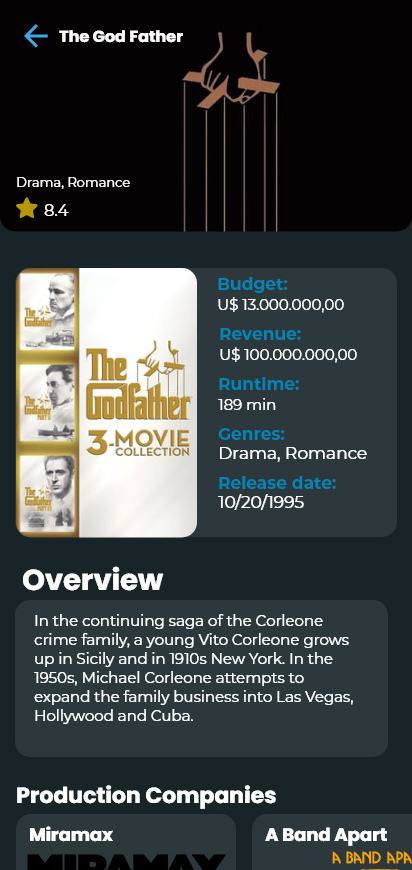 The God Father
Drama, Romance
8.4
The
Godfather
The
Godfather
PART II
The
Godfather
PART III
The
Godfather
3-MOVIE
COLLECTION
Budget:
U$ 13.000.000,00
Revenue:
U$ 100.000.000,00
Runtime:
189 min
Genres:
Drama, Romance
Release date:
10/20/1995
Overview
In the continuing saga of the Corleone
crime family, a young Vito Corleone grows
up in Sicily and in 1910s New York. In the
1950s, Michael Corleone attempts to
expand the family business into Las Vegas,
Hollywood and Cuba.
Production Companies
Miramax
A Band Apart
MIRAMAX
A BAND APA